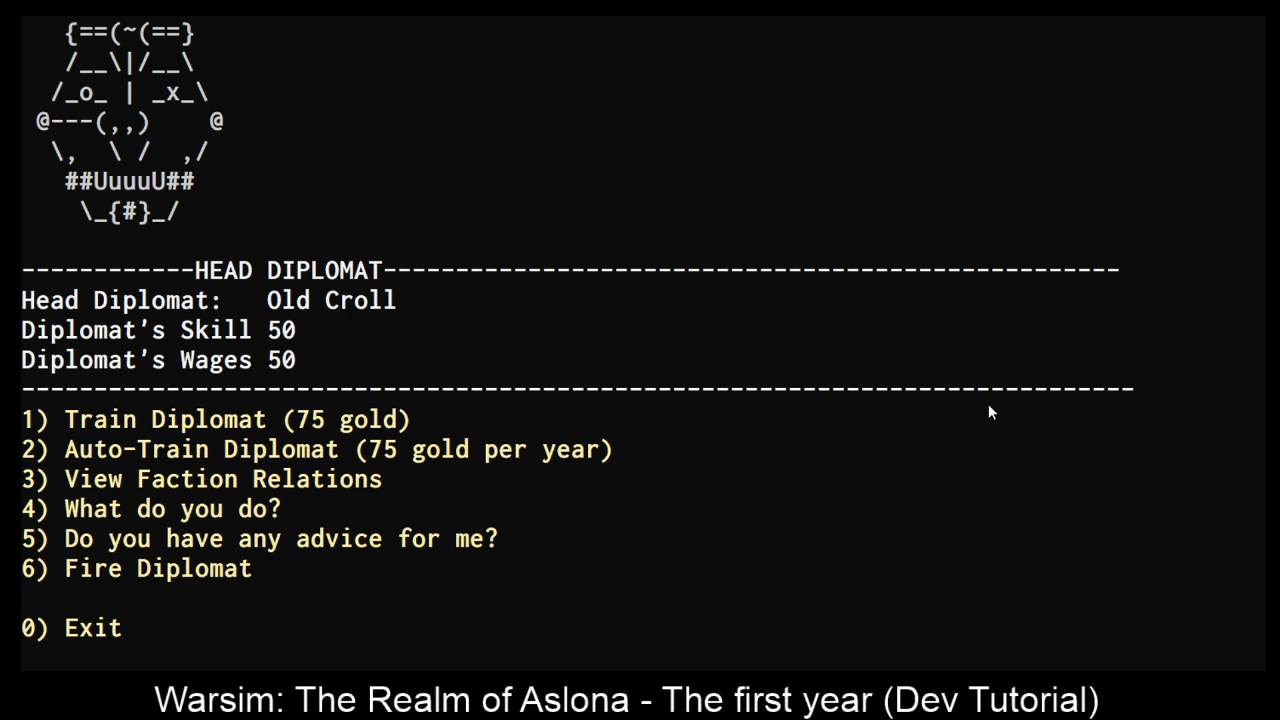 {==(~(==}
/__\|/__\
/_o_ | _x_\
@---(,,)    @
\,  \ /  ,/
##UuuuU##
\_{#}_/
------------HEAD DIPLOMAT---------------------------------------------------
Head Diplomat:   Old Croll
Diplomat's Skill 50
Diplomat's Wages 50
-----------------------------------------------------------------------------
1) Train Diplomat (75 gold)
2) Auto-Train Diplomat (75 gold per year)
3) View Faction Relations
4) What do you do?
5) Do you have any advice for me?
6) Fire Diplomat
0) Exit
Warsim: The Realm of Aslona - The first year (Dev Tutorial)